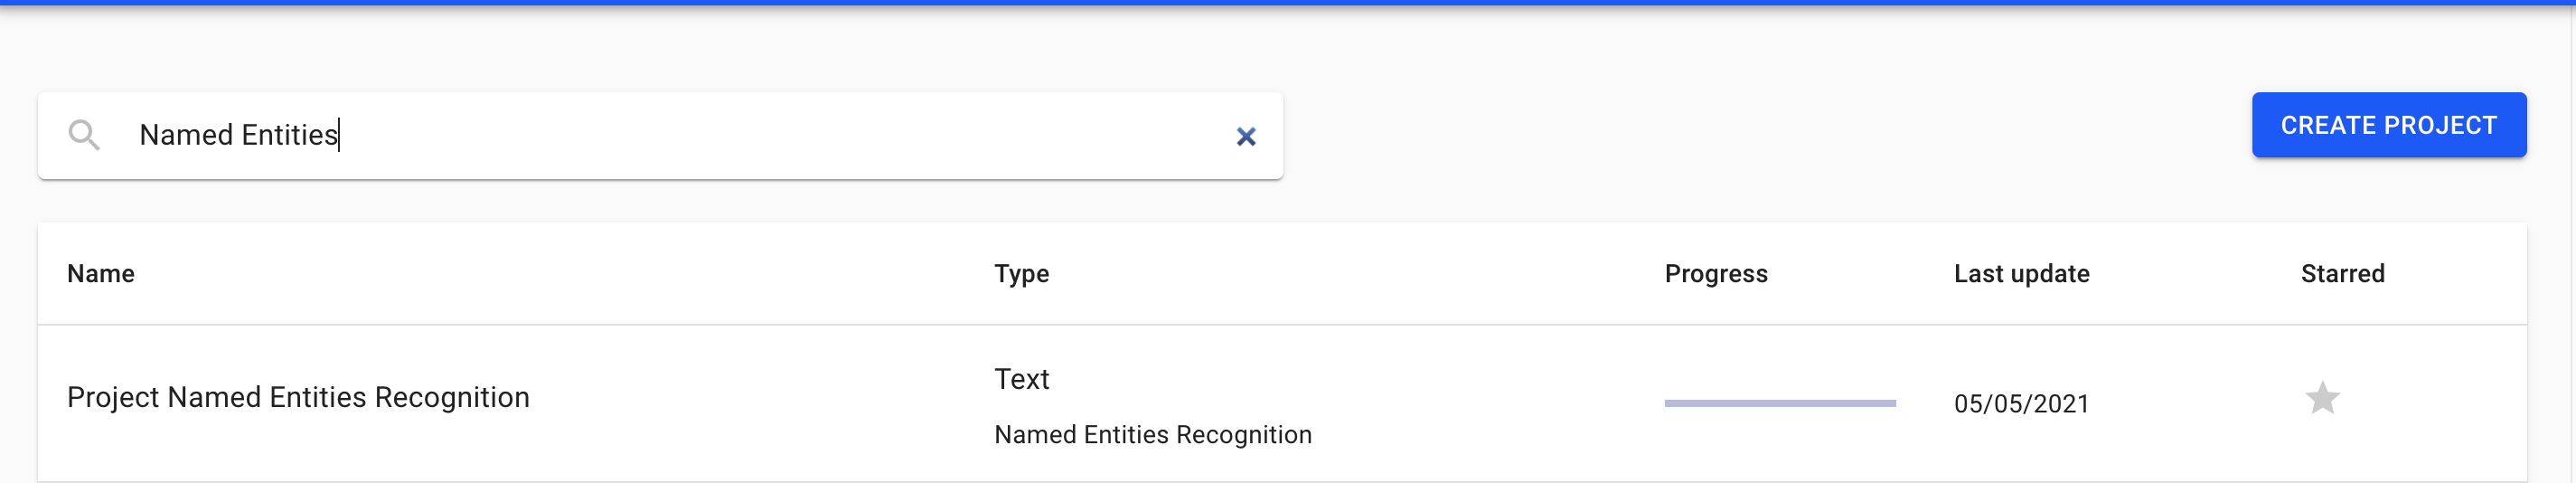 Named Entities
CREATE PROJECT
Name Type Progress Last update Starred
Project Named Entities Recognition
Text
Named Entities Recognition
05/05/2021